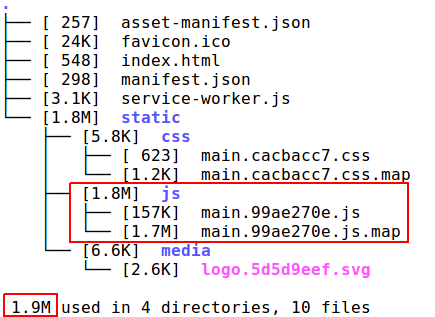 .
├── [ 257]  asset-manifest.json
├── [ 24K]  favicon.ico
├── [ 548]  index.html
├── [ 298]  manifest.json
├── [3.1K]  service-worker.js
└── [1.8M]  static
    ├── [5.8K]  css
    │   ├── [ 623]  main.cacbacc7.css
    │   └── [1.2K]  main.cacbacc7.css.map
    ├── [1.8M]  js
    │   ├── [157K]  main.99ae270e.js
    │   └── [1.7M]  main.99ae270e.js.map
    └── [6.6K]  media
        └── [2.6K]  logo.5d5d9eef.svg
1.9M used in 4 directories, 10 files